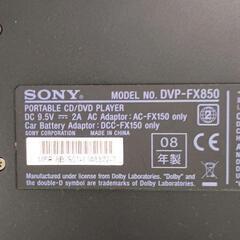 SONY
MODEL NO. DVP-FX850
PORTABLE CD/DVD PLAYER
DC 9.5V ⎓ 2A AC Adaptor: AC-FX150 only
Car Battery Adaptor: DCC-FX150 only
SONY CORPORATION MADE IN CHINA
08
年製
Manufactured under license from Dolby Laboratories. "Dolby" and the
double-D symbol are trademarks of Dolby Laboratories.